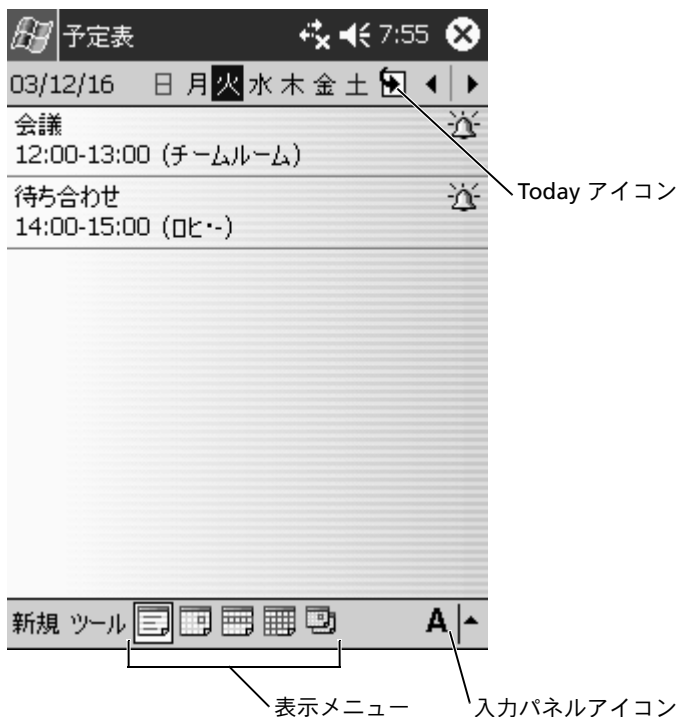 予定表 7:55
03/12/16 日 月 火 水 木 金 土
会議
12:00-13:00 (チームルーム)
Today アイコン
待ち合わせ
14:00-15:00 (ロヒ・-)
新規 ツール A
表示メニュー
入力パネルアイコン